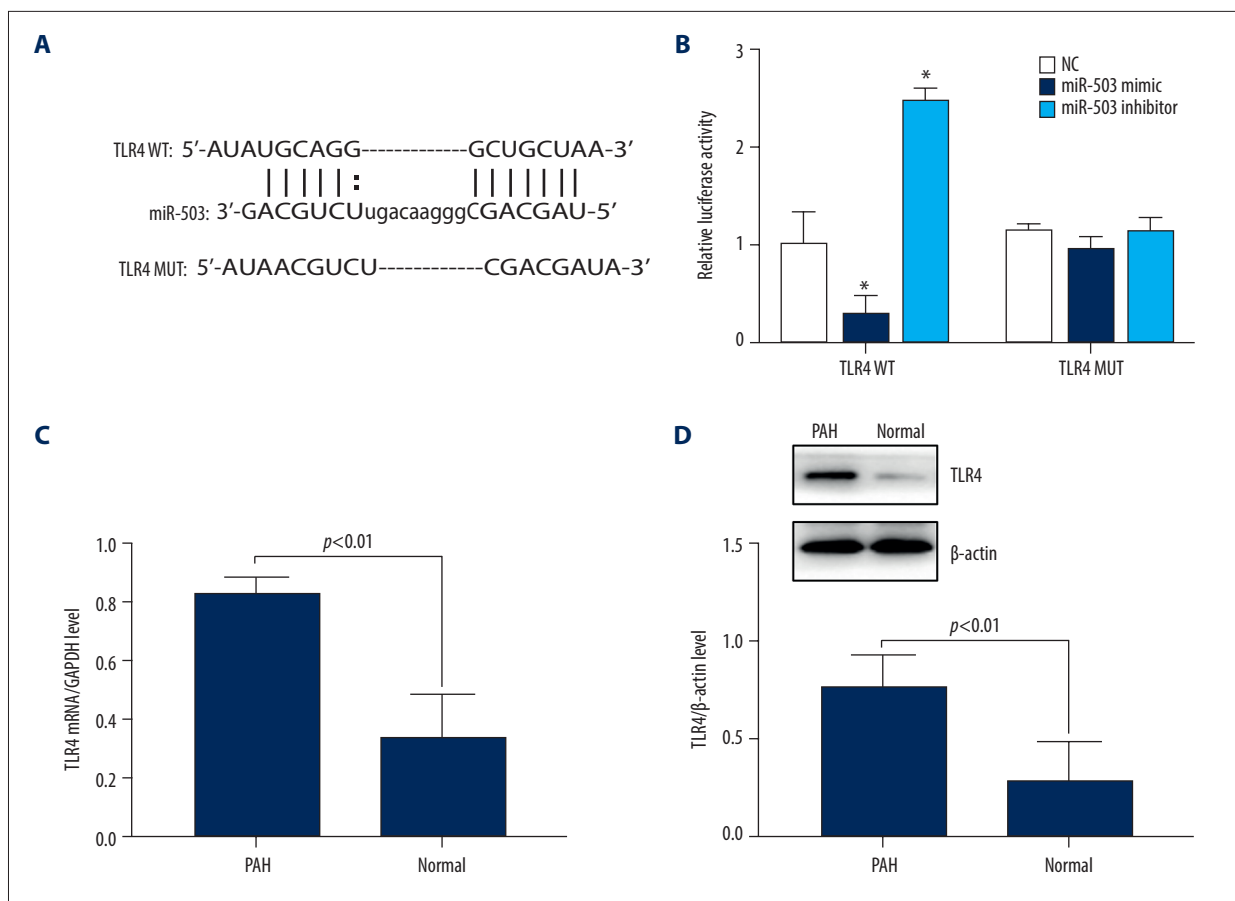 A
TLR4 WT: 5′-AUAUGCAGG-------------GCUGCUAA-3′
miR-503: 3′-GACGUCUugacaagggCGACGAU-5′
TLR4 MUT: 5′-AUAACGUCU------------CGACGAUA-3′
B
3
2
1
0
Relative luciferase activity
NC
miR-503 mimic
miR-503 inhibitor
*
*
TLR4 WT
TLR4 MUT
C
1.0
0.8
0.6
0.4
0.2
0.0
TLR4 mRNA/GAPDH level
p<0.01
PAH
Normal
D
PAH
Normal
TLR4
β-actin
1.5
1.0
0.5
0.0
TLR4/β-actin level
p<0.01
PAH
Normal